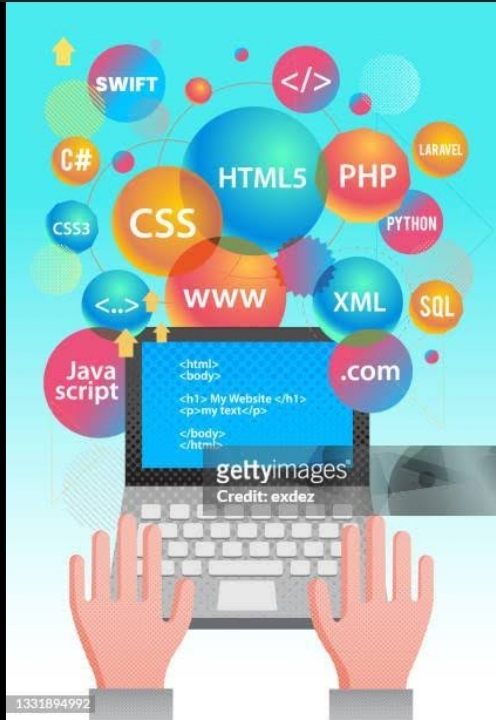 SWIFT
</>
C#
HTML5
PHP
LARAVEL
CSS3
CSS
PYTHON
<..>
WWW
XML
SQL
Java
script
.com
<html>
<body>
<h1> My Website </h1>
<p>my text</p>
</body>
</html>
gettyimages®
Credit: exdez
1331894992